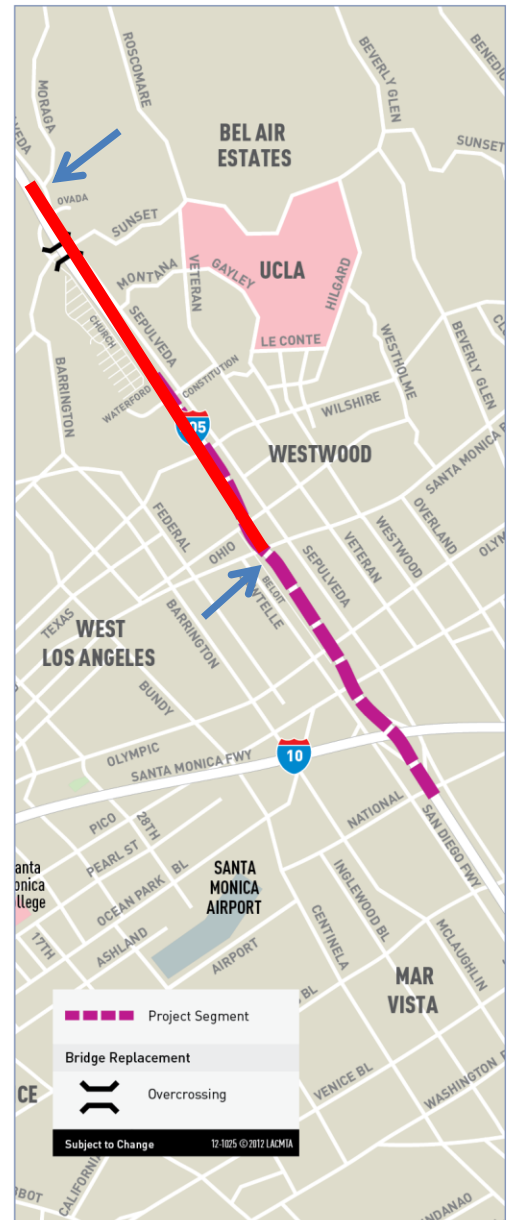 ROSCOMARE
BEVERLY GLEN
MORAGA
BEL AIR
ESTATES
SUNSET
OVADA
SUNSET
MONTANA
VETERAN
GAYLEY
UCLA
HILGARD
SEPULVEDA
CHURCH
LE CONTE
WESTHOLME
BEVERLY GLEN
BARRINGTON
WATERFORD
CONSTITUTION
WILSHIRE
WESTWOOD
SANTA MONICA
FEDERAL
OHIO
SEPULVEDA
VETERAN
WESTWOOD
OVERLAND
BELOIT
TEXAS
WEST
LOS ANGELES
BARRINGTON
BUNDY
OLYMPIC
SANTA MONICA FWY
10
NATIONAL
SAN DIEGO FWY
PICO
28TH
PEARL ST
OCEAN PARK BL
SANTA
MONICA
AIRPORT
17TH
ASHLAND
AIRPORT
CENTINELA
INGLEWOOD BL
MCLAUGHLIN
MAR
VISTA
BL
VENICE BL
WASHINGTON
Project Segment
Bridge Replacement
Overcrossing
Subject to Change 12-1025 ©2012 LACMTA
CALIFORNIA